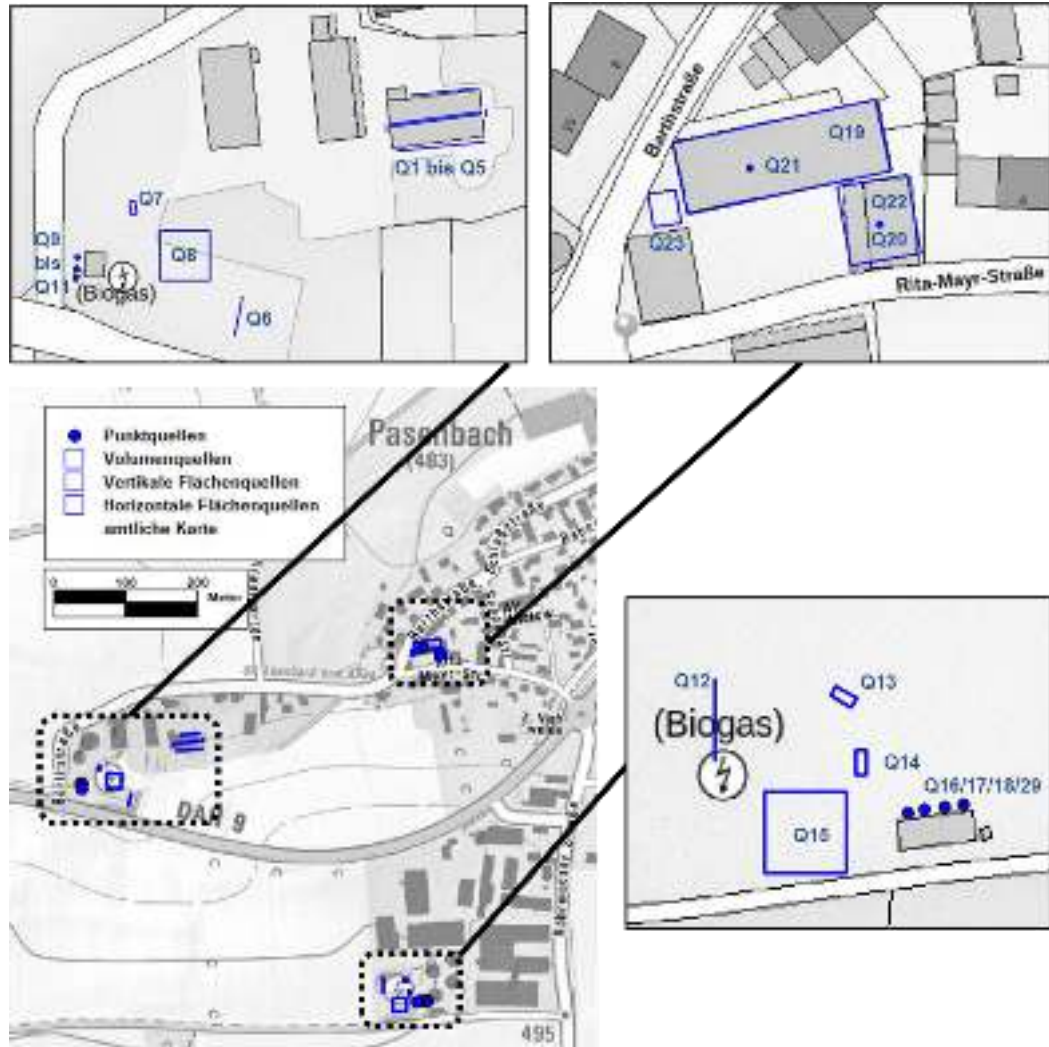 Q1 bis Q5
Q7
Q9
bis
Q11
Q8
(Biogas)
Q6
Barthstraße
Q19
Q21
Q22
Q20
Q23
Rita-Mayr-Straße
Punktquellen
Volumenquellen
Vertikale Flächenquellen
Horizontale Flächenquellen
amtliche Karte
0 100 200
Meter
Pasenbach
(483)
DAH 9
495
Q12
Q13
(Biogas)
Q14
Q16/17/18/29
Q15